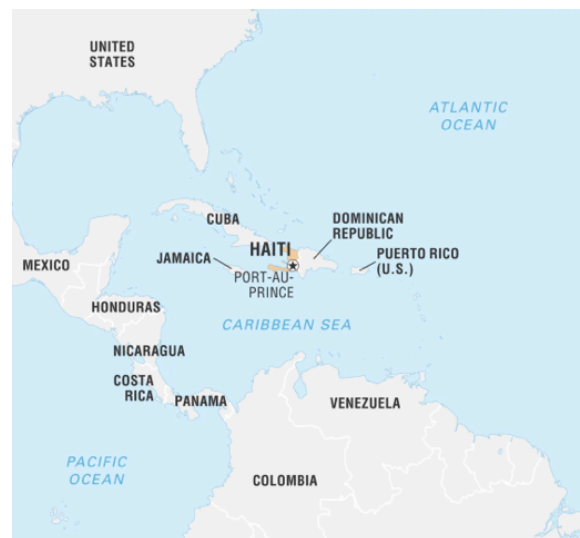 UNITED
STATES
ATLANTIC
OCEAN
CUBA
DOMINICAN
REPUBLIC
HAITI
PUERTO RICO
(U.S.)
JAMAICA
MEXICO
PORT-AU-
PRINCE
HONDURAS
CARIBBEAN SEA
NICARAGUA
COSTA
RICA
PANAMA
VENEZUELA
PACIFIC
OCEAN
COLOMBIA